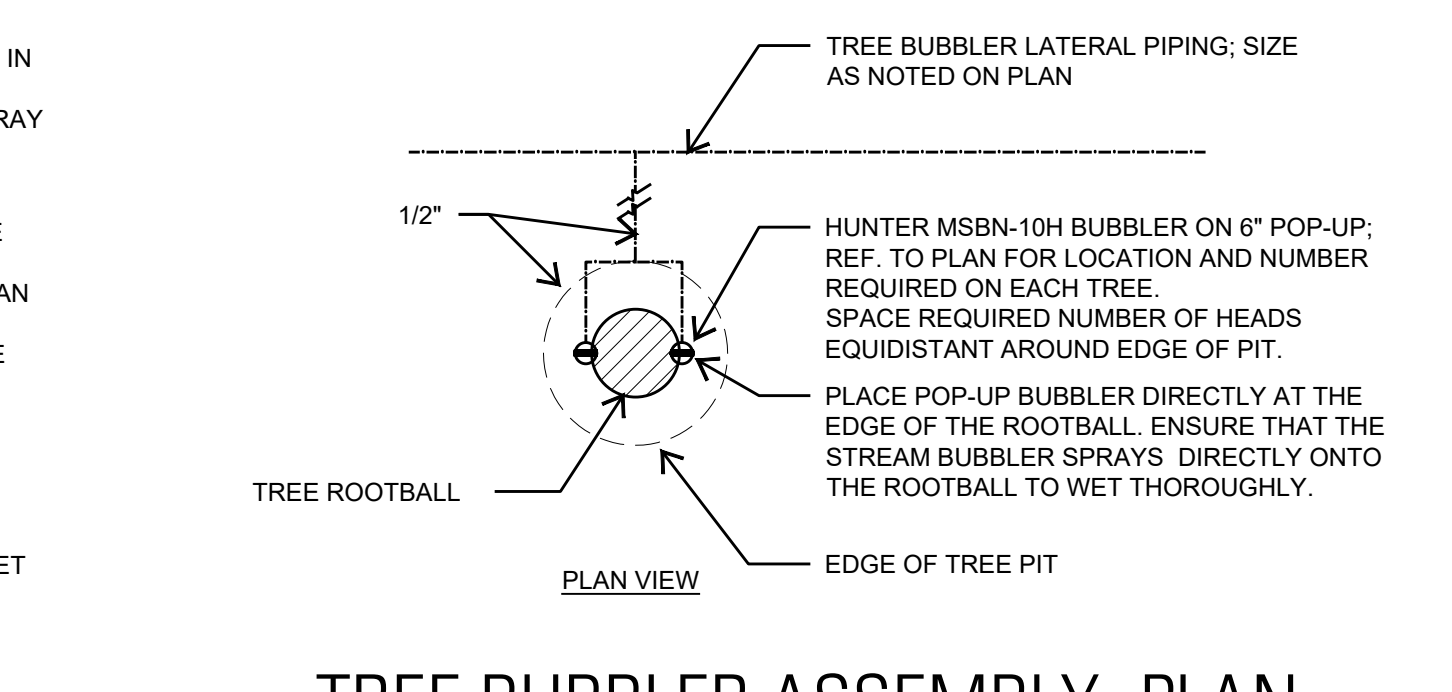 IN
RAY
E
AN
E
ET
TREE BUBBLER LATERAL PIPING; SIZE
AS NOTED ON PLAN
1/2"
HUNTER MSBN-10H BUBBLER ON 6" POP-UP;
REF. TO PLAN FOR LOCATION AND NUMBER
REQUIRED ON EACH TREE.
SPACE REQUIRED NUMBER OF HEADS
EQUIDISTANT AROUND EDGE OF PIT.
PLACE POP-UP BUBBLER DIRECTLY AT THE
EDGE OF THE ROOTBALL. ENSURE THAT THE
STREAM BUBBLER SPRAYS DIRECTLY ONTO
THE ROOTBALL TO WET THOROUGHLY.
TREE ROOTBALL
EDGE OF TREE PIT
PLAN VIEW
TREE BUBBLER ASSEMBLY- PLAN